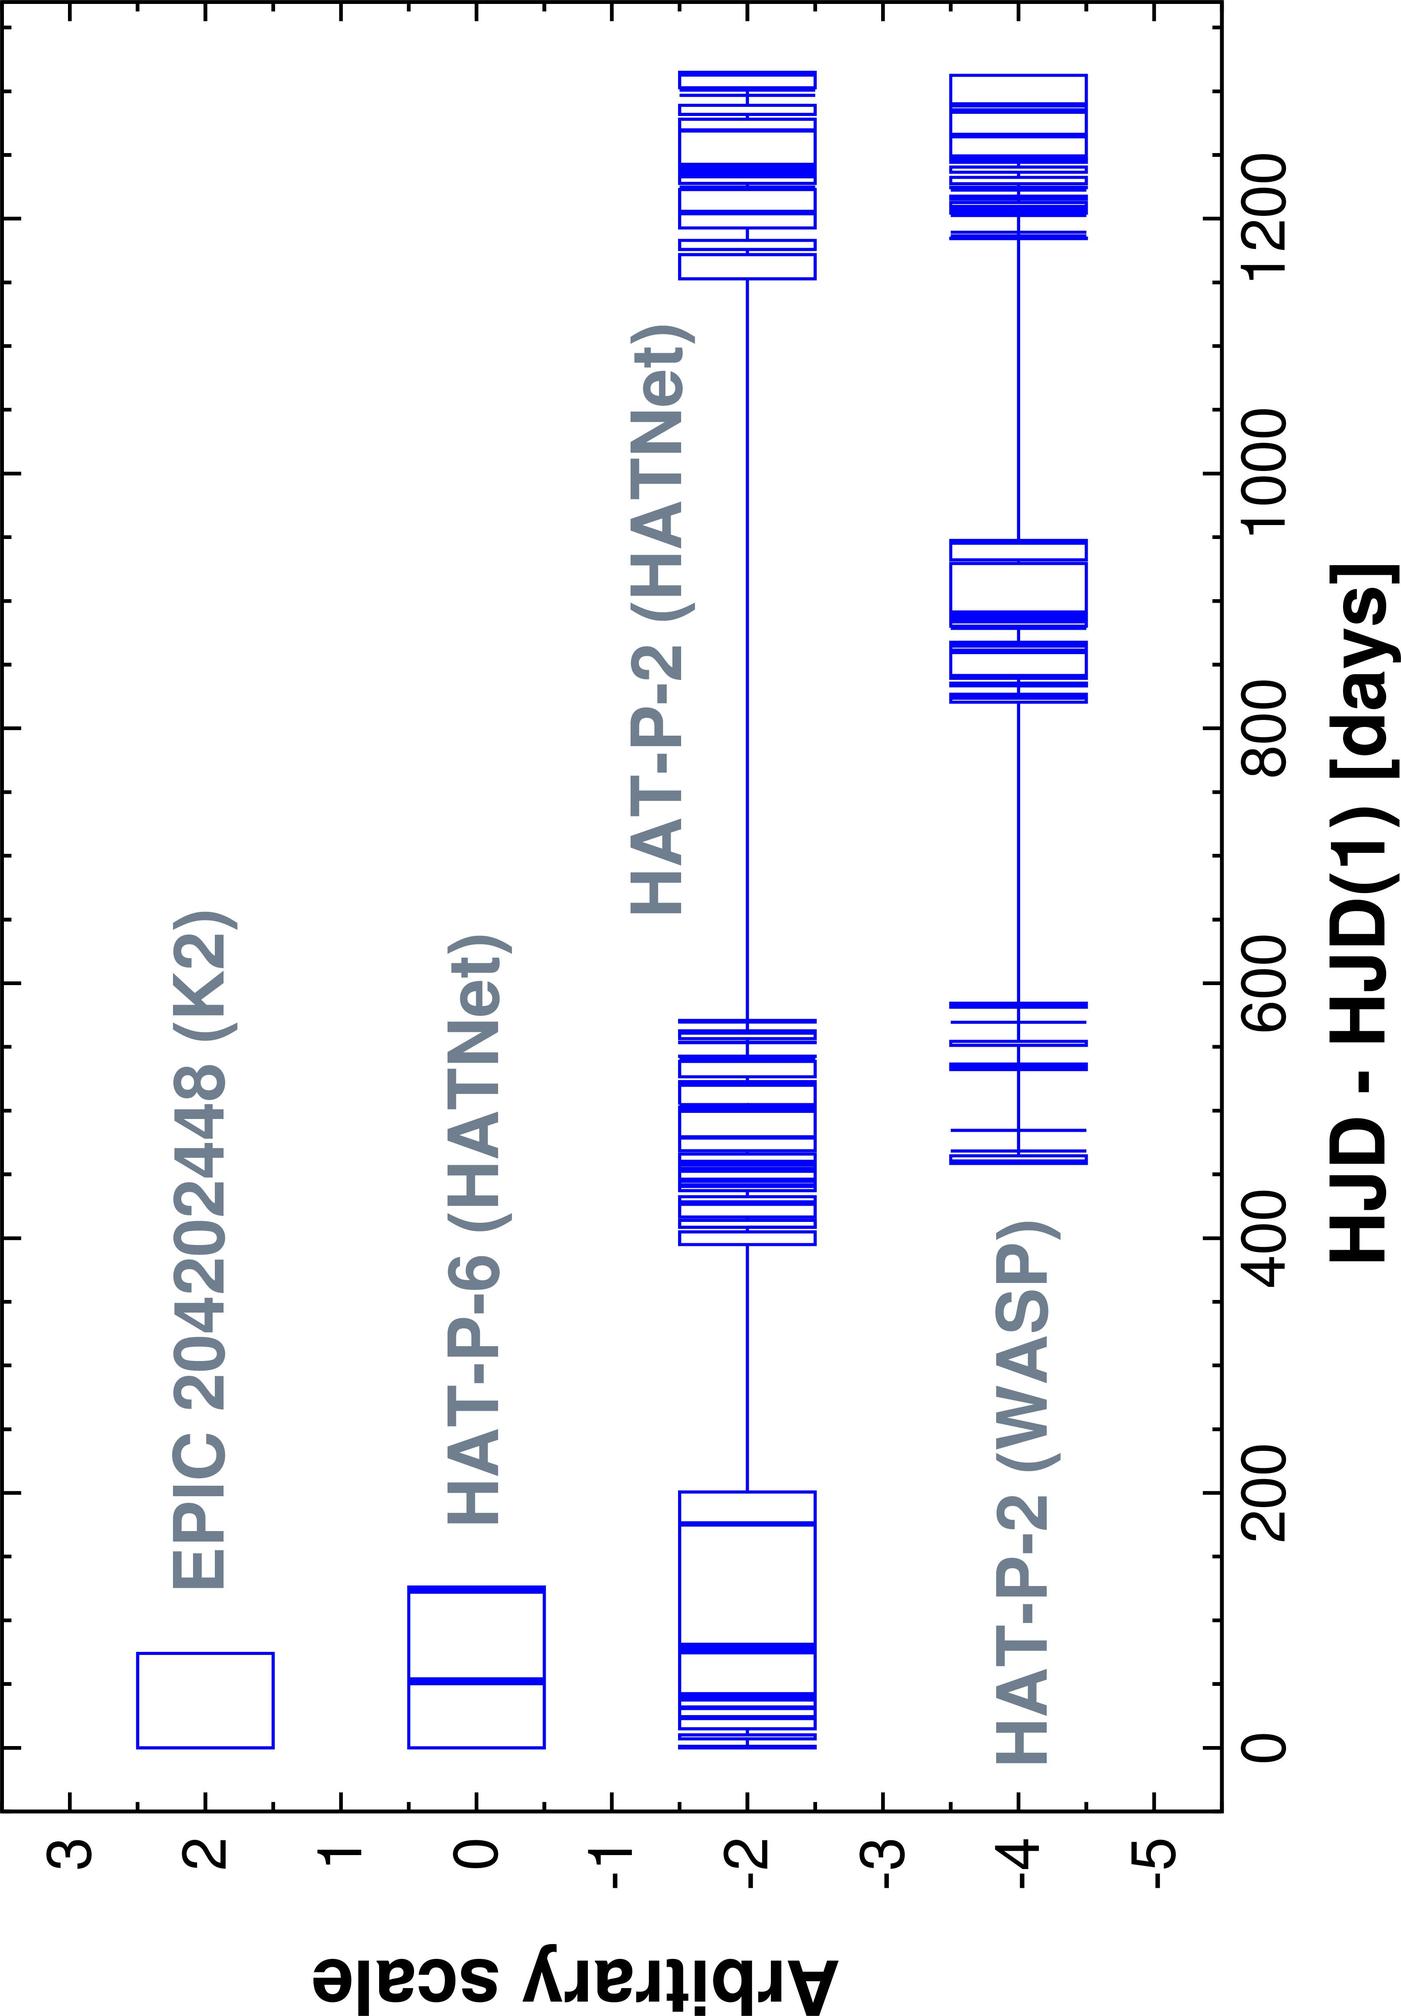 3
2
1
0
-1
-2
-3
-4
-5
Arbitrary scale
EPIC 204202448 (K2)
HAT-P-6 (HATNet)
HAT-P-2 (HATNet)
HAT-P-2 (WASP)
0 200 400 600 800 1000 1200
HJD - HJD(1) [days]